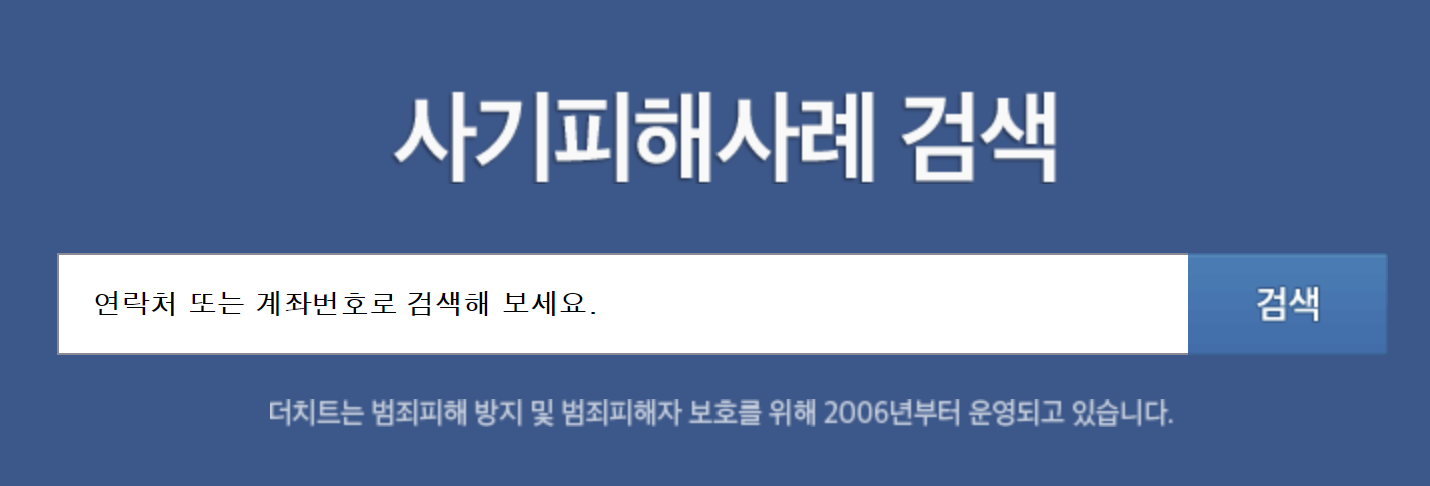 사기피해사례 검색
연락처 또는 계좌번호로 검색해 보세요.
검색
더치트는 범죄피해 방지 및 범죄피해자 보호를 위해 2006년부터 운영되고 있습니다.